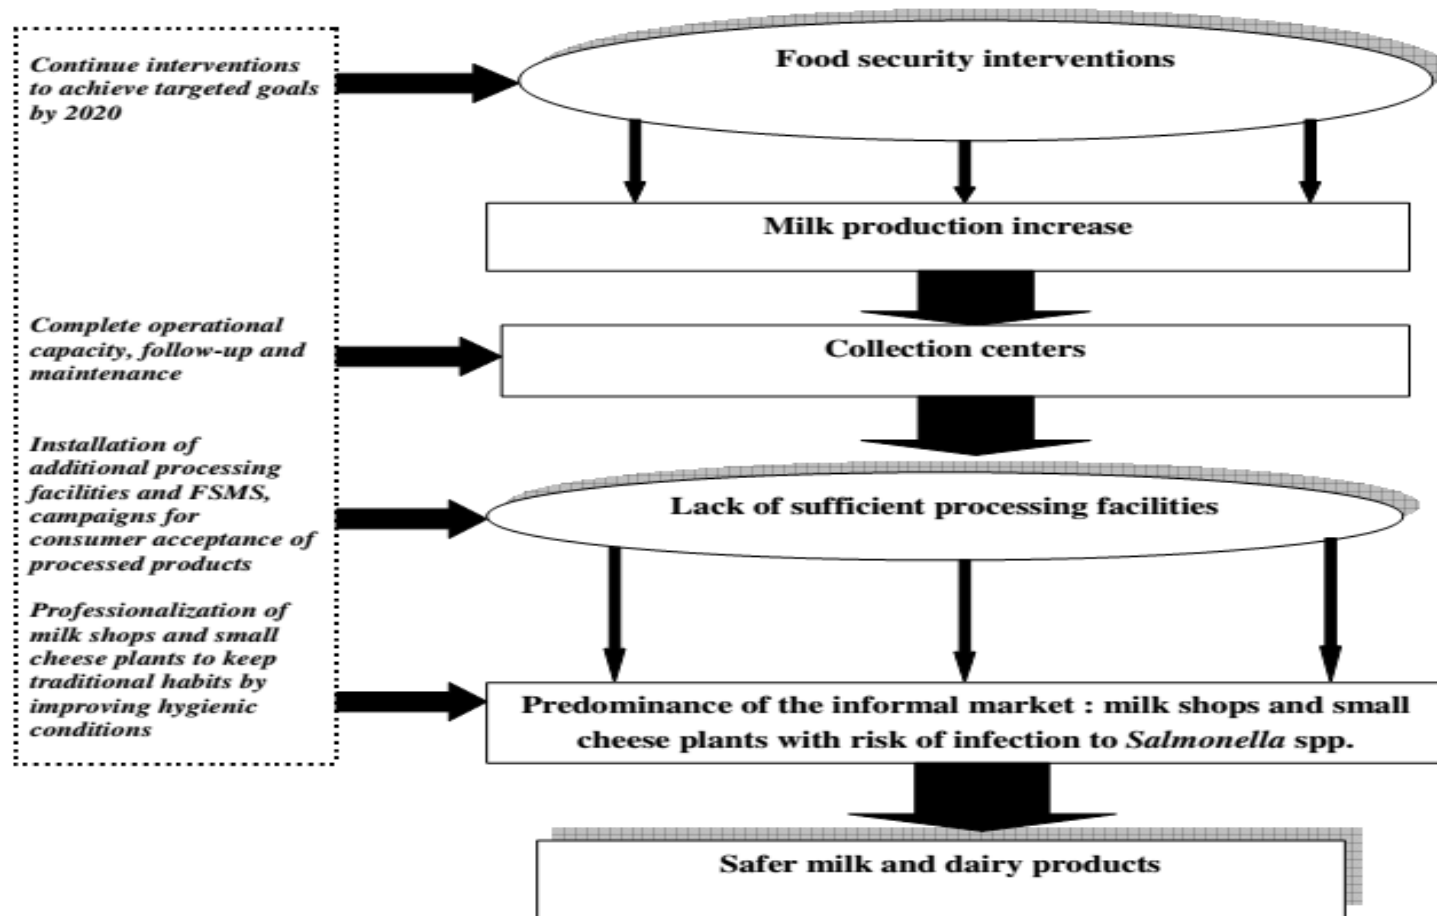 Continue interventions
to achieve targeted goals
by 2020
Food security interventions
Milk production increase
Complete operational
capacity, follow-up and
maintenance
Collection centers
Installation of
additional processing
facilities and FSMS,
campaigns for
consumer acceptance of
processed products
Lack of sufficient processing facilities
Professionalization of
milk shops and small
cheese plants to keep
traditional habits by
improving hygienic
conditions
Predominance of the informal market : milk shops and small
cheese plants with risk of infection to Salmonella spp.
Safer milk and dairy products